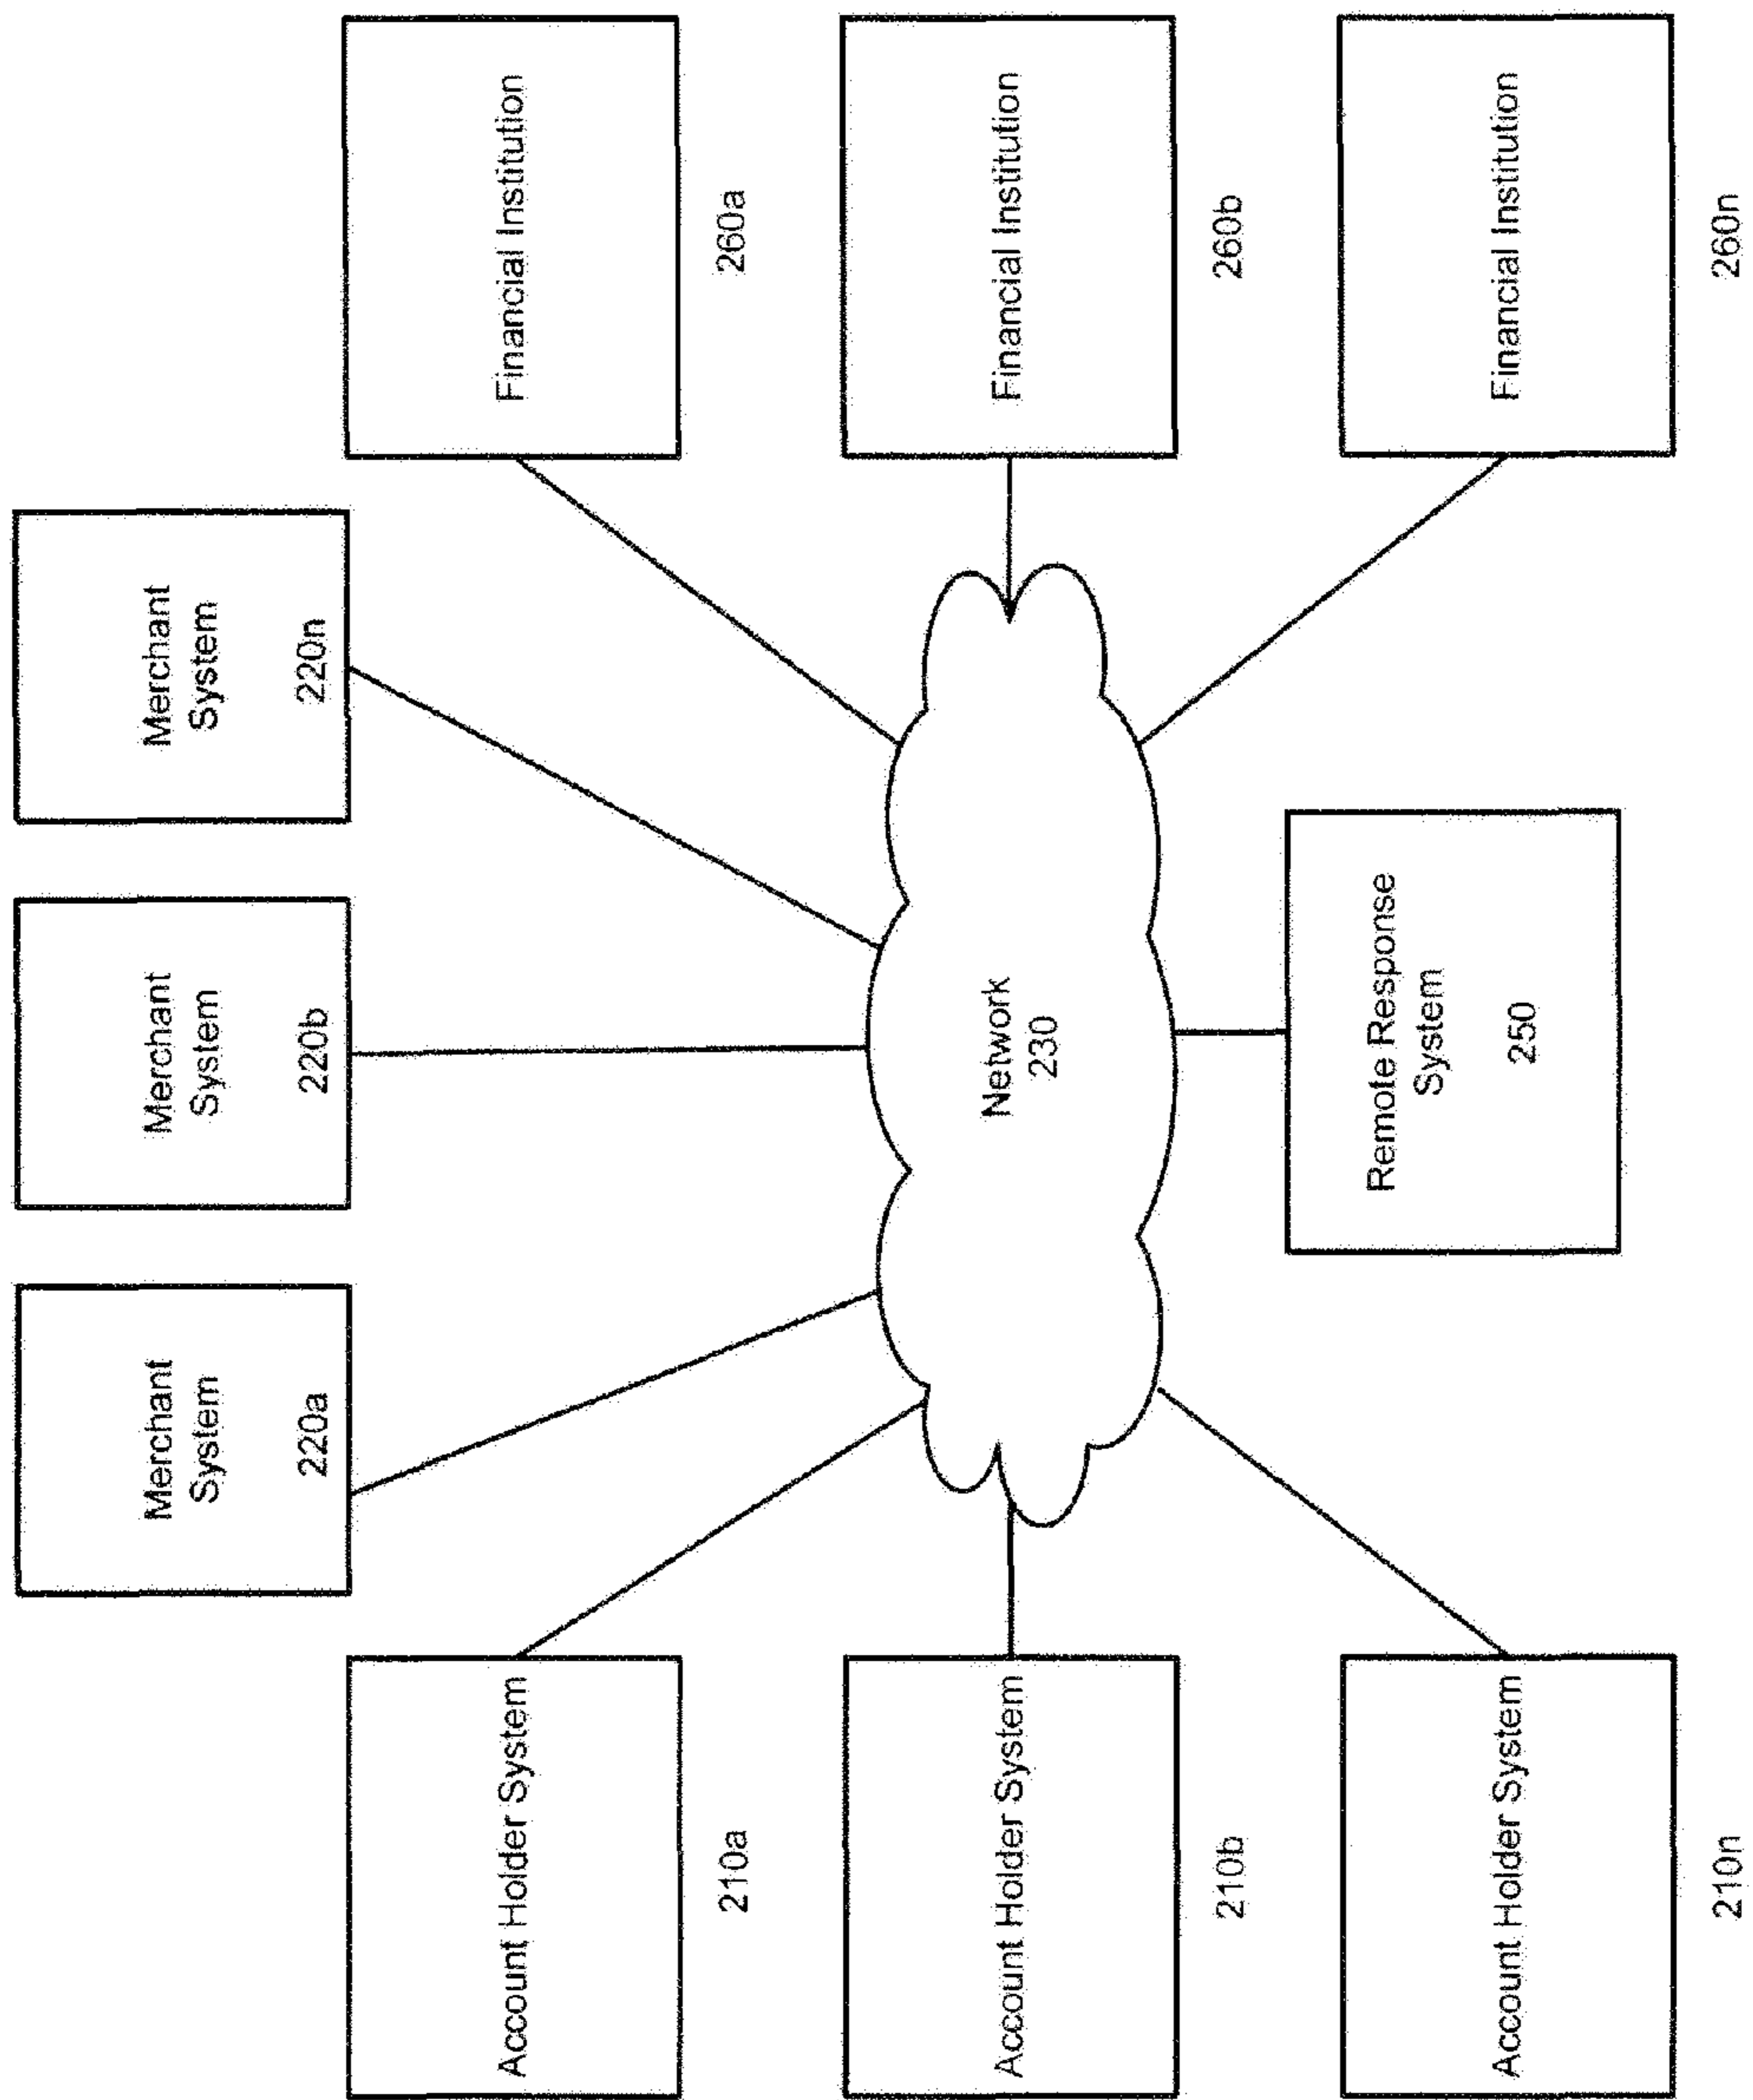 Merchant
System
220a
Merchant
System
220b
Merchant
System
220n
Account Holder System
210a
Account Holder System
210b
Account Holder System
210n
Network
230
Financial Institution
260a
Financial Institution
260b
Financial Institution
260n
Remote Response
System
250